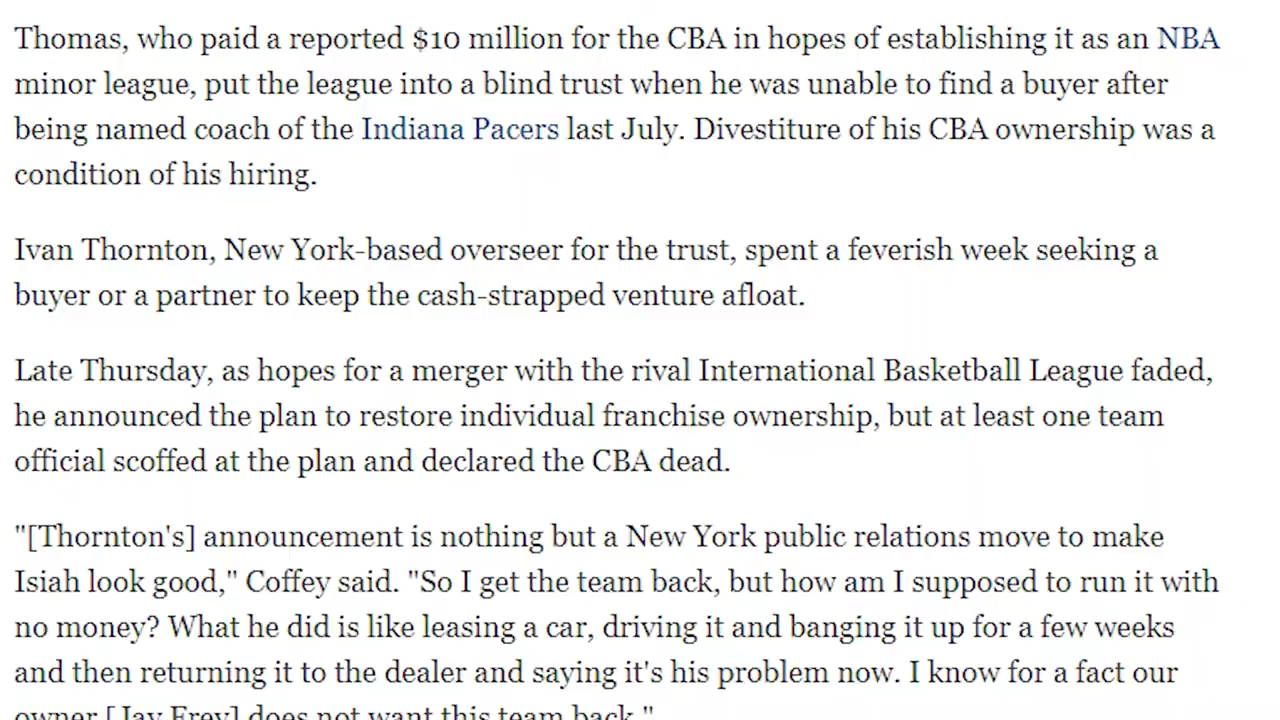 Thomas, who paid a reported $10 million for the CBA in hopes of establishing it as an NBA
minor league, put the league into a blind trust when he was unable to find a buyer after
being named coach of the Indiana Pacers last July. Divestiture of his CBA ownership was a
condition of his hiring.
Ivan Thornton, New York-based overseer for the trust, spent a feverish week seeking a
buyer or a partner to keep the cash-strapped venture afloat.
Late Thursday, as hopes for a merger with the rival International Basketball League faded,
he announced the plan to restore individual franchise ownership, but at least one team
official scoffed at the plan and declared the CBA dead.
"[Thornton's] announcement is nothing but a New York public relations move to make
Isiah look good," Coffey said. "So I get the team back, but how am I supposed to run it with
no money? What he did is like leasing a car, driving it and banging it up for a few weeks
and then returning it to the dealer and saying it's his problem now. I know for a fact our
owner [Jay Frey] does not want this team back."